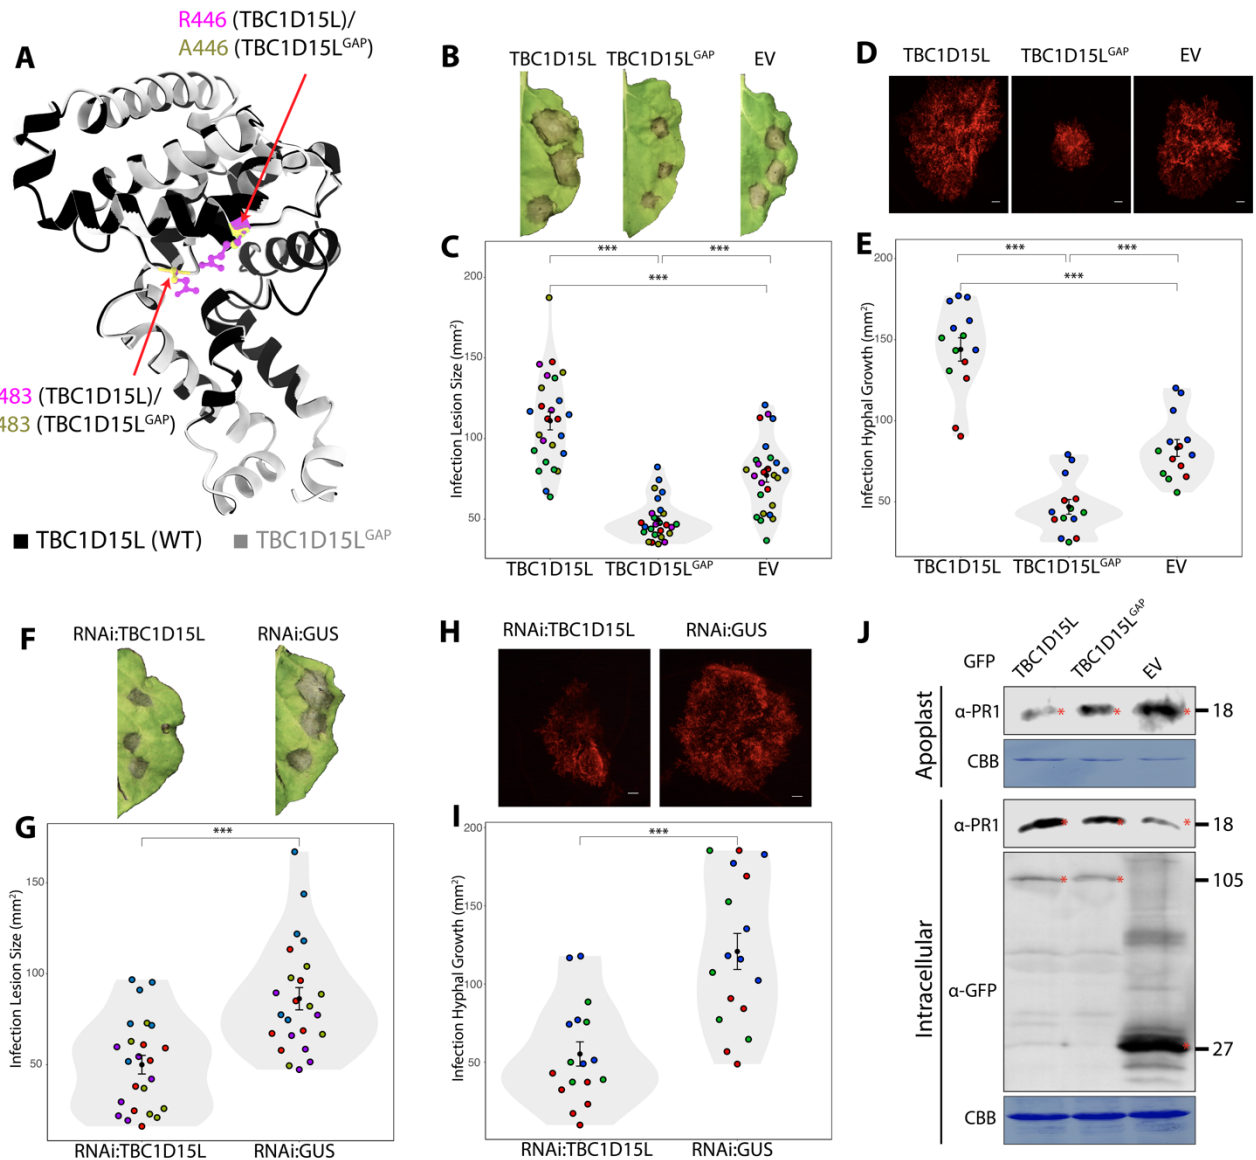 A
R446 (TBC1D15L)/
A446 (TBC1D15L^GAP)
483 (TBC1D15L)/
483 (TBC1D15L^GAP)
■ TBC1D15L (WT) ■ TBC1D15L^GAP
B
TBC1D15L TBC1D15L^GAP EV
C
*** ***
***
Infection Lesion Size (mm²)
200
150
100
50
TBC1D15L TBC1D15L^GAP EV
D
TBC1D15L TBC1D15L^GAP EV
E
*** ***
***
Infection Hyphal Growth (mm²)
200
150
100
50
TBC1D15L TBC1D15L^GAP EV
F
RNAi:TBC1D15L RNAi:GUS
G
***
Infection Lesion Size (mm²)
150
100
50
RNAi:TBC1D15L RNAi:GUS
H
RNAi:TBC1D15L RNAi:GUS
I
***
Infection Hyphal Growth (mm²)
200
150
100
50
RNAi:TBC1D15L RNAi:GUS
J
GFP TBC1D15L TBC1D15L^GAP EV
Apoplast
α-PR1 * * * 18
CBB
Intracellular
α-PR1 * * * 18
α-GFP * * 105
* 27
CBB